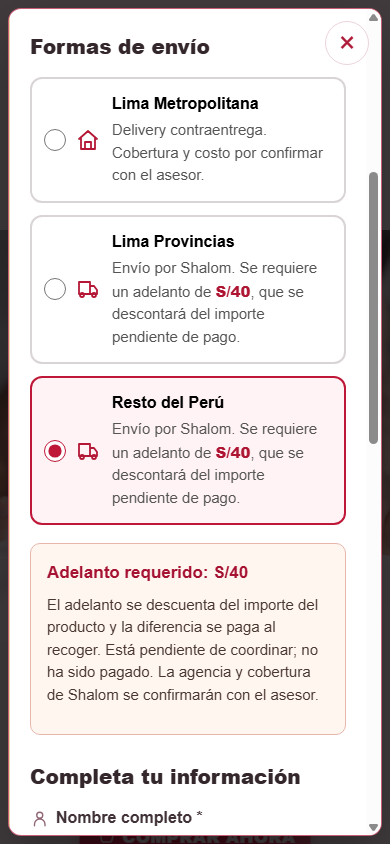 Formas de envío
Lima Metropolitana
Delivery contraentrega.
Cobertura y costo por confirmar
con el asesor.
Lima Provincias
Envío por Shalom. Se requiere
un adelanto de S/40, que se
descontará del importe
pendiente de pago.
Resto del Perú
Envío por Shalom. Se requiere
un adelanto de S/40, que se
descontará del importe
pendiente de pago.
Adelanto requerido: S/40
El adelanto se descuenta del importe del
producto y la diferencia se paga al
recoger. Está pendiente de coordinar; no
ha sido pagado. La agencia y cobertura
de Shalom se confirmarán con el asesor.
Completa tu información
Nombre completo *
COMPRAR AHORA